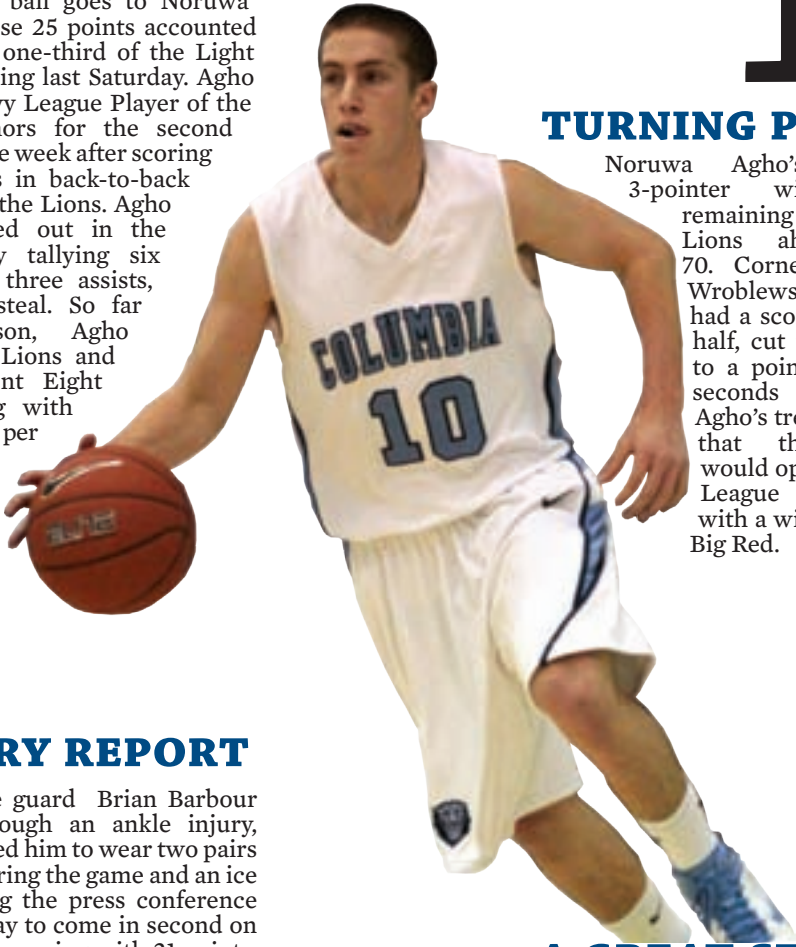 ball goes to Noruwa
se 25 points accounted
one-third of the Light
ing last Saturday. Agho
vy League Player of the
nors for the second
e week after scoring
s in back-to-back
the Lions. Agho
ed out in the
y tallying six
three assists,
steal. So far
son, Agho
Lions and
nt Eight
g with
per
TURNING P
Noruwa Agho's
3-pointer wi
remaining
Lions ah
70. Corne
Wroblews
had a sco
half, cut
to a poin
seconds
Agho's tre
that th
would op
League
with a wi
Big Red.
COLUMBIA
10
RY REPORT
e guard Brian Barbour
ough an ankle injury,
ed him to wear two pairs
ring the game and an ice
g the press conference
ay to come in second on